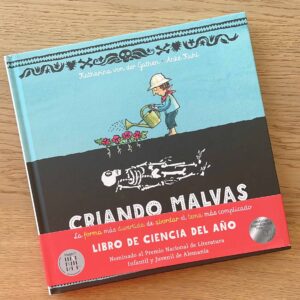 Katharina von der Gathen · Anke Kuhl
CRIANDO MALVAS
La forma más divertida de abordar el tema más complicado
LIBRO DE CIENCIA DEL AÑO
Nominado al Premio Nacional de Literatura
Infantil y Juvenil de Alemania